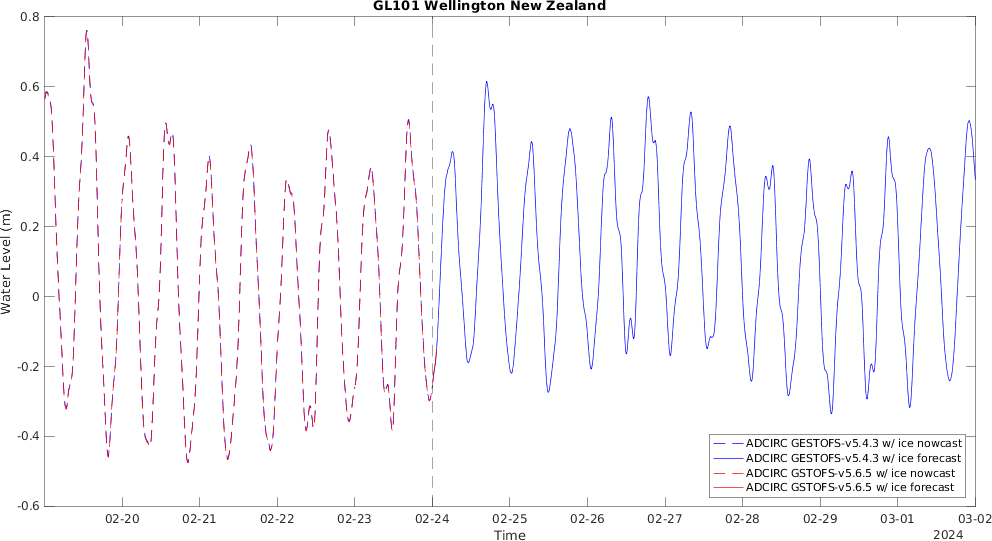 GL101 Wellington New Zealand
0.8
0.6
0.4
0.2
0
-0.2
-0.4
-0.6
Water Level (m)
02-20 02-21 02-22 02-23 02-24 02-25 02-26 02-27 02-28 02-29 03-01 03-02
Time
2024
ADCIRC GESTOFS-v5.4.3 w/ ice nowcast
ADCIRC GESTOFS-v5.4.3 w/ ice forecast
ADCIRC GSTOFS-v5.6.5 w/ ice nowcast
ADCIRC GSTOFS-v5.6.5 w/ ice forecast